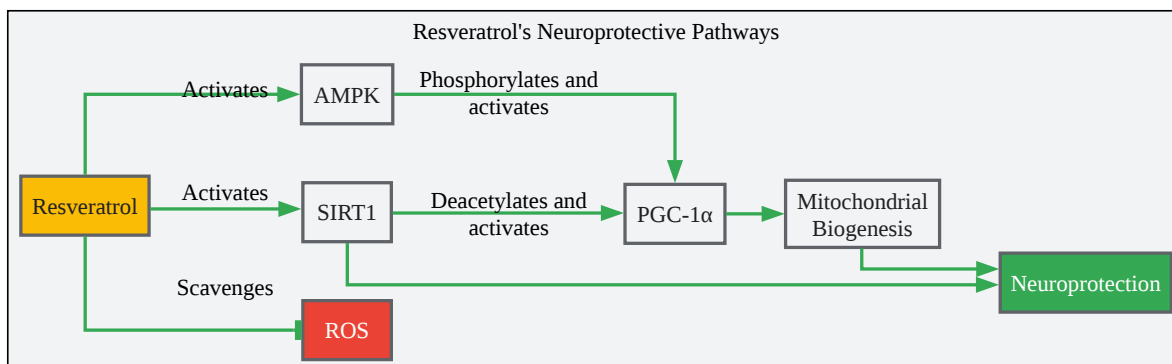 Resveratrol's Neuroprotective Pathways
Activates
AMPK
Phosphorylates and
activates
Resveratrol
Activates
SIRT1
Deacetylates and
activates
PGC-1α
Mitochondrial
Biogenesis
Neuroprotection
Scavenges
ROS